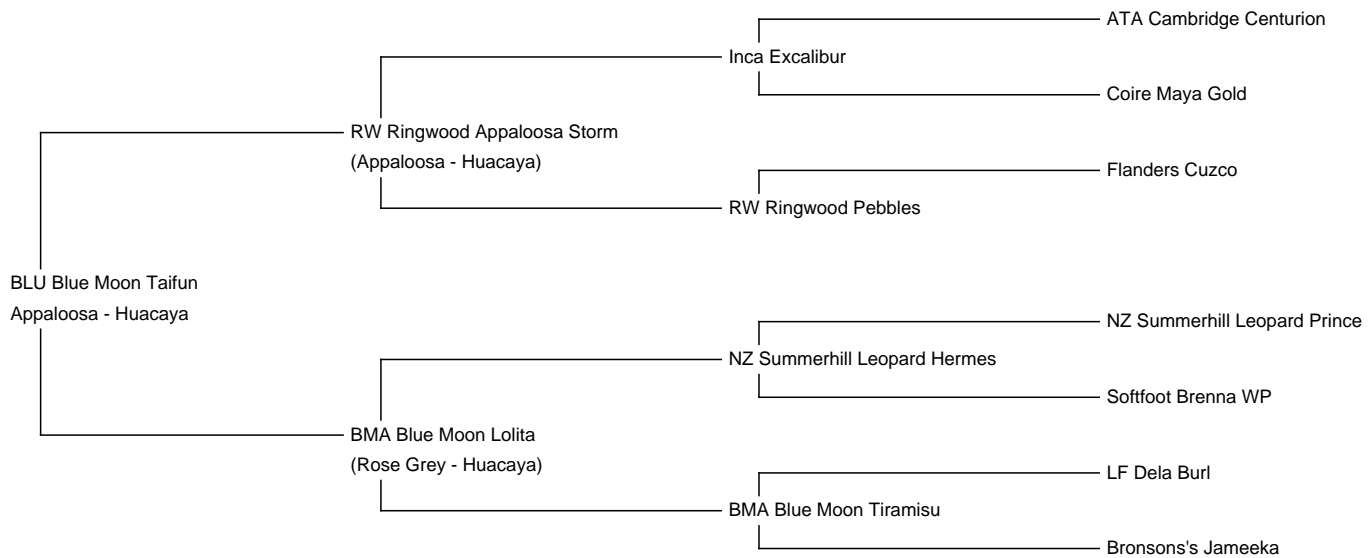 ATA Cambridge Centurion
Inca Excalibur
Coire Maya Gold
RW Ringwood Appaloosa Storm
(Appaloosa - Huacaya)
Flanders Cuzco
RW Ringwood Pebbles
BLU Blue Moon Taifun
Appaloosa - Huacaya
NZ Summerhill Leopard Prince
NZ Summerhill Leopard Hermes
Softfoot Brenna WP
BMA Blue Moon Lolita
(Rose Grey - Huacaya)
LF Dela Burl
BMA Blue Moon Tiramisu
Bronsons's Jameeka